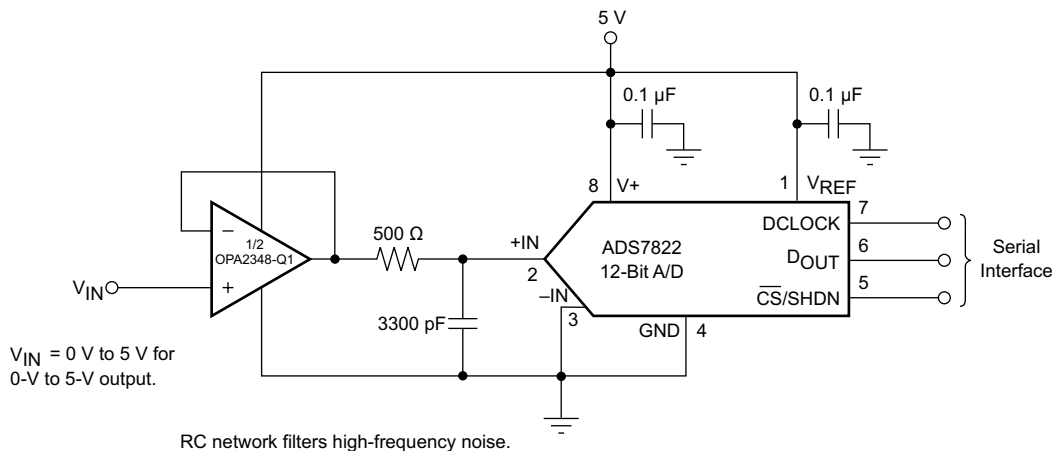 5 V
0.1 µF
0.1 µF
8
V+
1
VREF
7
DCLOCK
–
1/2
OPA2348-Q1
+
500 Ω
+IN
2
ADS7822
12-Bit A/D
6
DOUT
Serial
Interface
5
CS/SHDN
VIN
–IN
3
3300 pF
GND
4
VIN = 0 V to 5 V for
0-V to 5-V output.
RC network filters high-frequency noise.